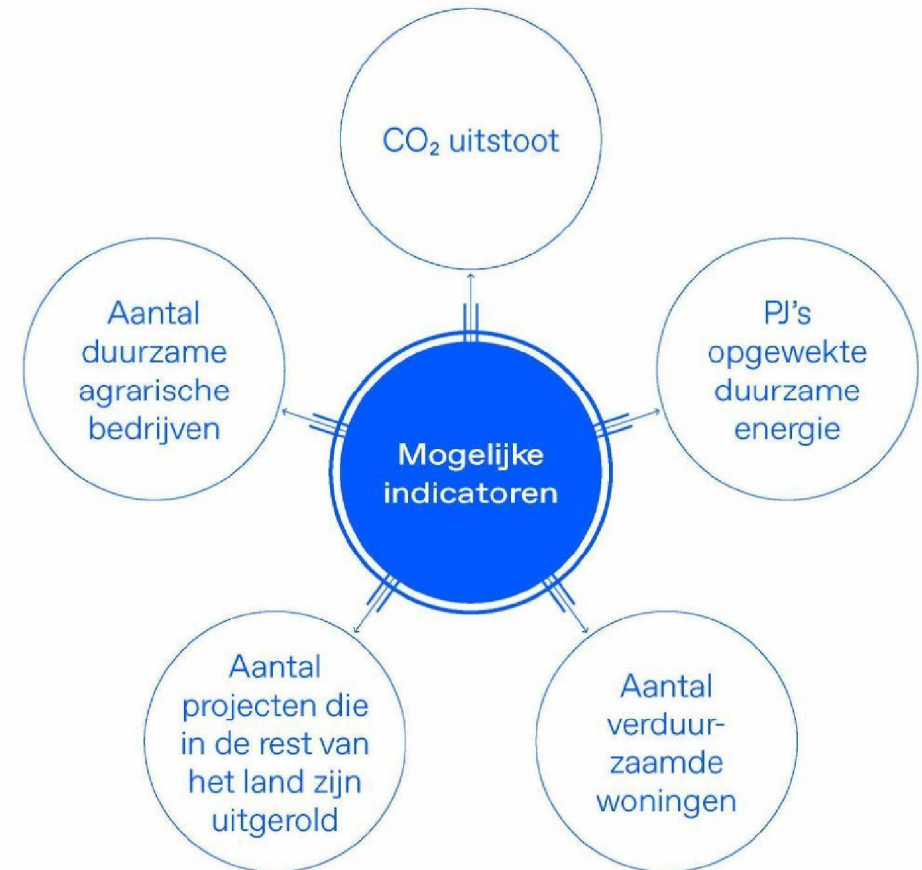 CO₂ uitstoot
Aantal
duurzame
agrarische
bedrijven
PJ's
opgewekte
duurzame
energie
Mogelijke
indicatoren
Aantal
projecten die
in de rest van
het land zijn
uitgerold
Aantal
verduur-
zaamde
woningen